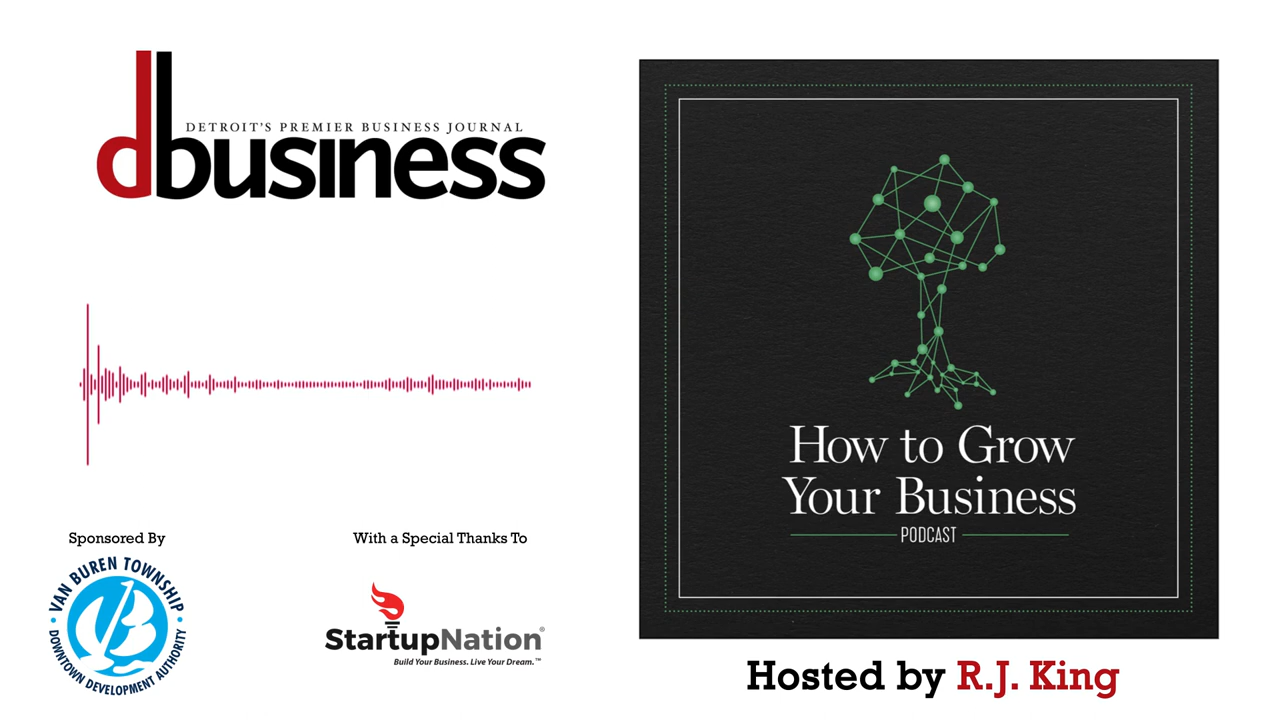 DETROIT'S PREMIER BUSINESS JOURNAL
dbusiness
Sponsored By
VAN BUREN TOWNSHIP
DOWNTOWN DEVELOPMENT AUTHORITY
With a Special Thanks To
StartupNation®
Build Your Business. Live Your Dream.™
How to Grow
Your Business
PODCAST
Hosted by R.J. King